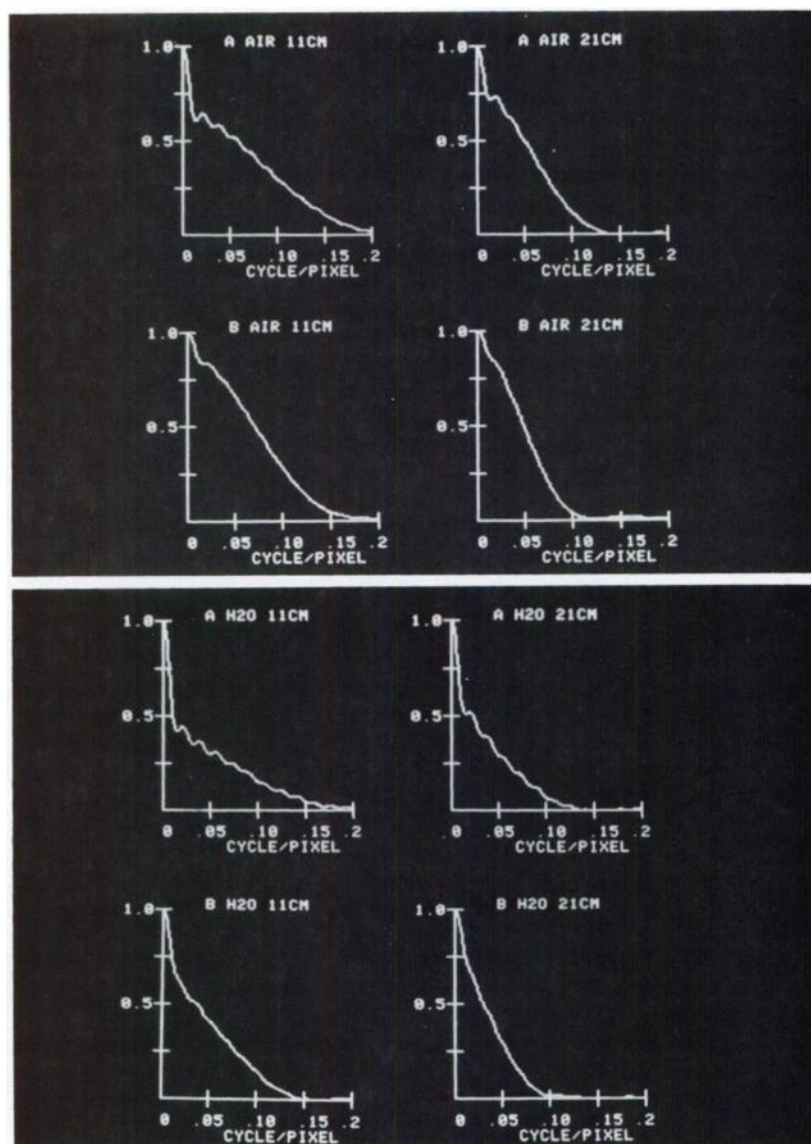 A AIR 11CM
1.0
0.5
0 .05 .10 .15 .2
CYCLE/PIXEL
A AIR 21CM
1.0
0.5
0 .05 .10 .15 .2
CYCLE/PIXEL
B AIR 11CM
1.0
0.5
0 .05 .10 .15 .2
CYCLE/PIXEL
B AIR 21CM
1.0
0.5
0 .05 .10 .15 .2
CYCLE/PIXEL
A H2O 11CM
1.0
0.5
0 .05 .10 .15 .2
CYCLE/PIXEL
A H2O 21CM
1.0
0.5
0 .05 .10 .15 .2
CYCLE/PIXEL
B H2O 11CM
1.0
0.5
0 .05 .10 .15 .2
CYCLE/PIXEL
B H2O 21CM
1.0
0.5
0 .05 .10 .15 .2
CYCLE/PIXEL